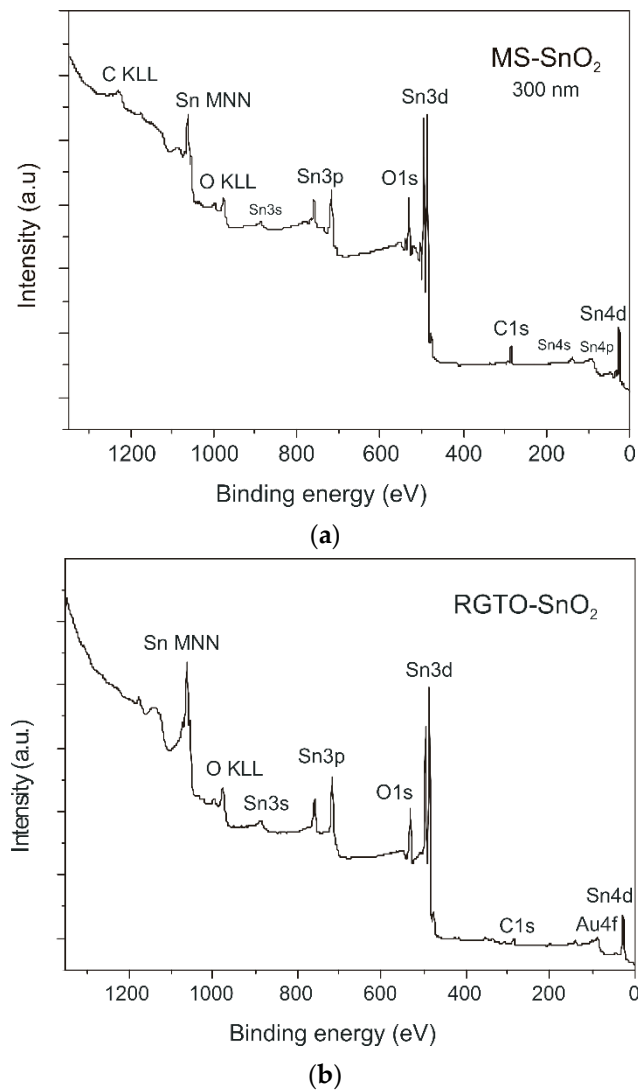 MS-SnO₂
300 nm
C KLL
Sn MNN
Sn3d
O KLL
Sn3s
Sn3p
O1s
C1s
Sn4s
Sn4p
Sn4d
Intensity (a.u)
1200 1000 800 600 400 200 0
Binding energy (eV)
(a)
RGTO-SnO₂
Sn MNN
Sn3d
O KLL
Sn3s
Sn3p
O1s
C1s
Au4f
Sn4d
Intensity (a.u.)
1200 1000 800 600 400 200 0
Binding energy (eV)
(b)